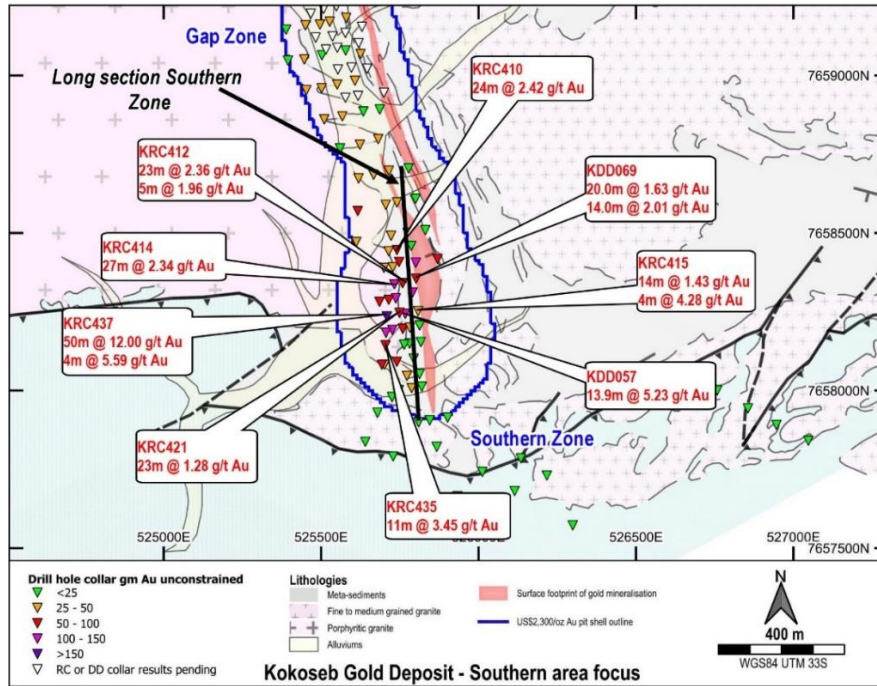 Gap Zone
Long section Southern
Zone
KRC410
24m @ 2.42 g/t Au
7659000N
KRC412
23m @ 2.36 g/t Au
5m @ 1.96 g/t Au
KDD069
20.0m @ 1.63 g/t Au
14.0m @ 2.01 g/t Au
7658500N
KRC414
27m @ 2.34 g/t Au
KRC415
14m @ 1.43 g/t Au
4m @ 4.28 g/t Au
KRC437
50m @ 12.00 g/t Au
4m @ 5.59 g/t Au
KDD057
13.9m @ 5.23 g/t Au
7658000N
KRC421
23m @ 1.28 g/t Au
Southern Zone
KRC435
11m @ 3.45 g/t Au
525000E
525500E
526500E
527000E
7657500N
Drill hole collar gm Au unconstrained
<25
25 - 50
50 - 100
100 - 150
>150
RC or DD collar results pending
Lithologies
Meta-sediments
Fine to medium grained granite
Porphyritic granite
Alluviums
Surface footprint of gold mineralisation
US$2,300/oz Au pit shell outline
N
400 m
WGS84 UTM 33S
Kokoseb Gold Deposit - Southern area focus